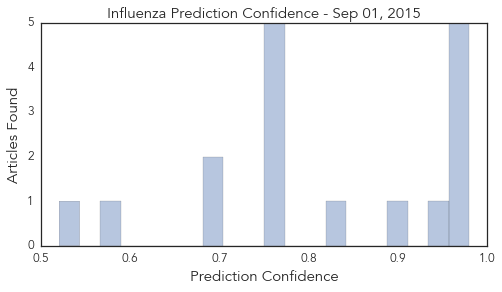 Influenza Prediction Confidence - Sep 01, 2015
Articles Found
5
4
3
2
1
0
0.5 0.6 0.7 0.8 0.9 1.0
Prediction Confidence